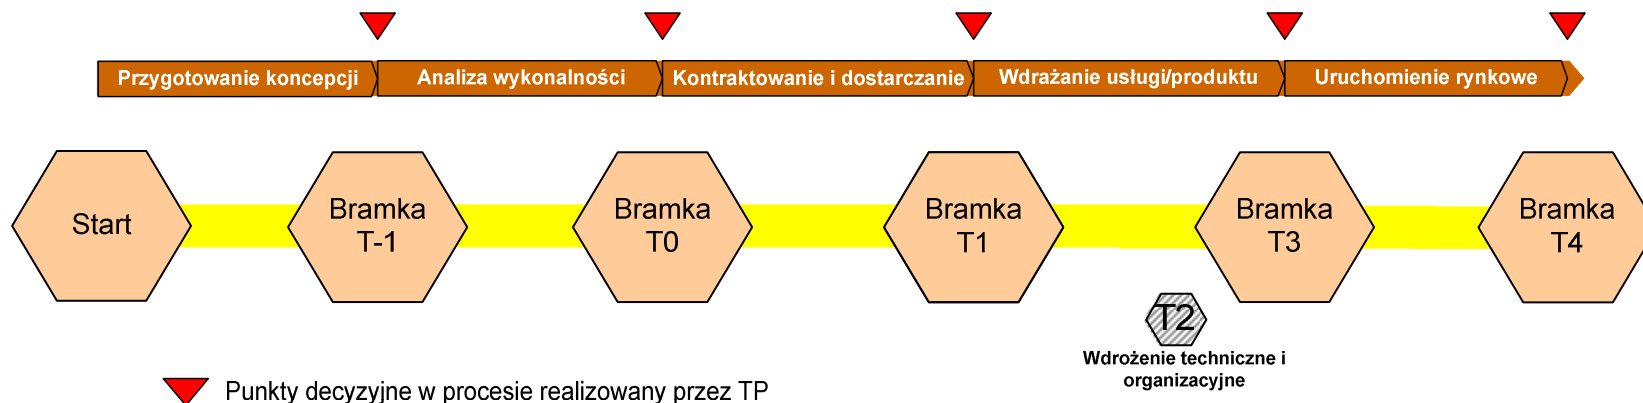 Przygotowanie koncepcji
Analiza wykonalności
Kontraktowanie i dostarczanie
Wdrażanie usługi/produktu
Uruchomienie rynkowe
Start
Bramka
T-1
Bramka
T0
Bramka
T1
Bramka
T3
Bramka
T4
T2
Wdrożenie techniczne i
organizacyjne
Punkty decyzyjne w procesie realizowany przez TP